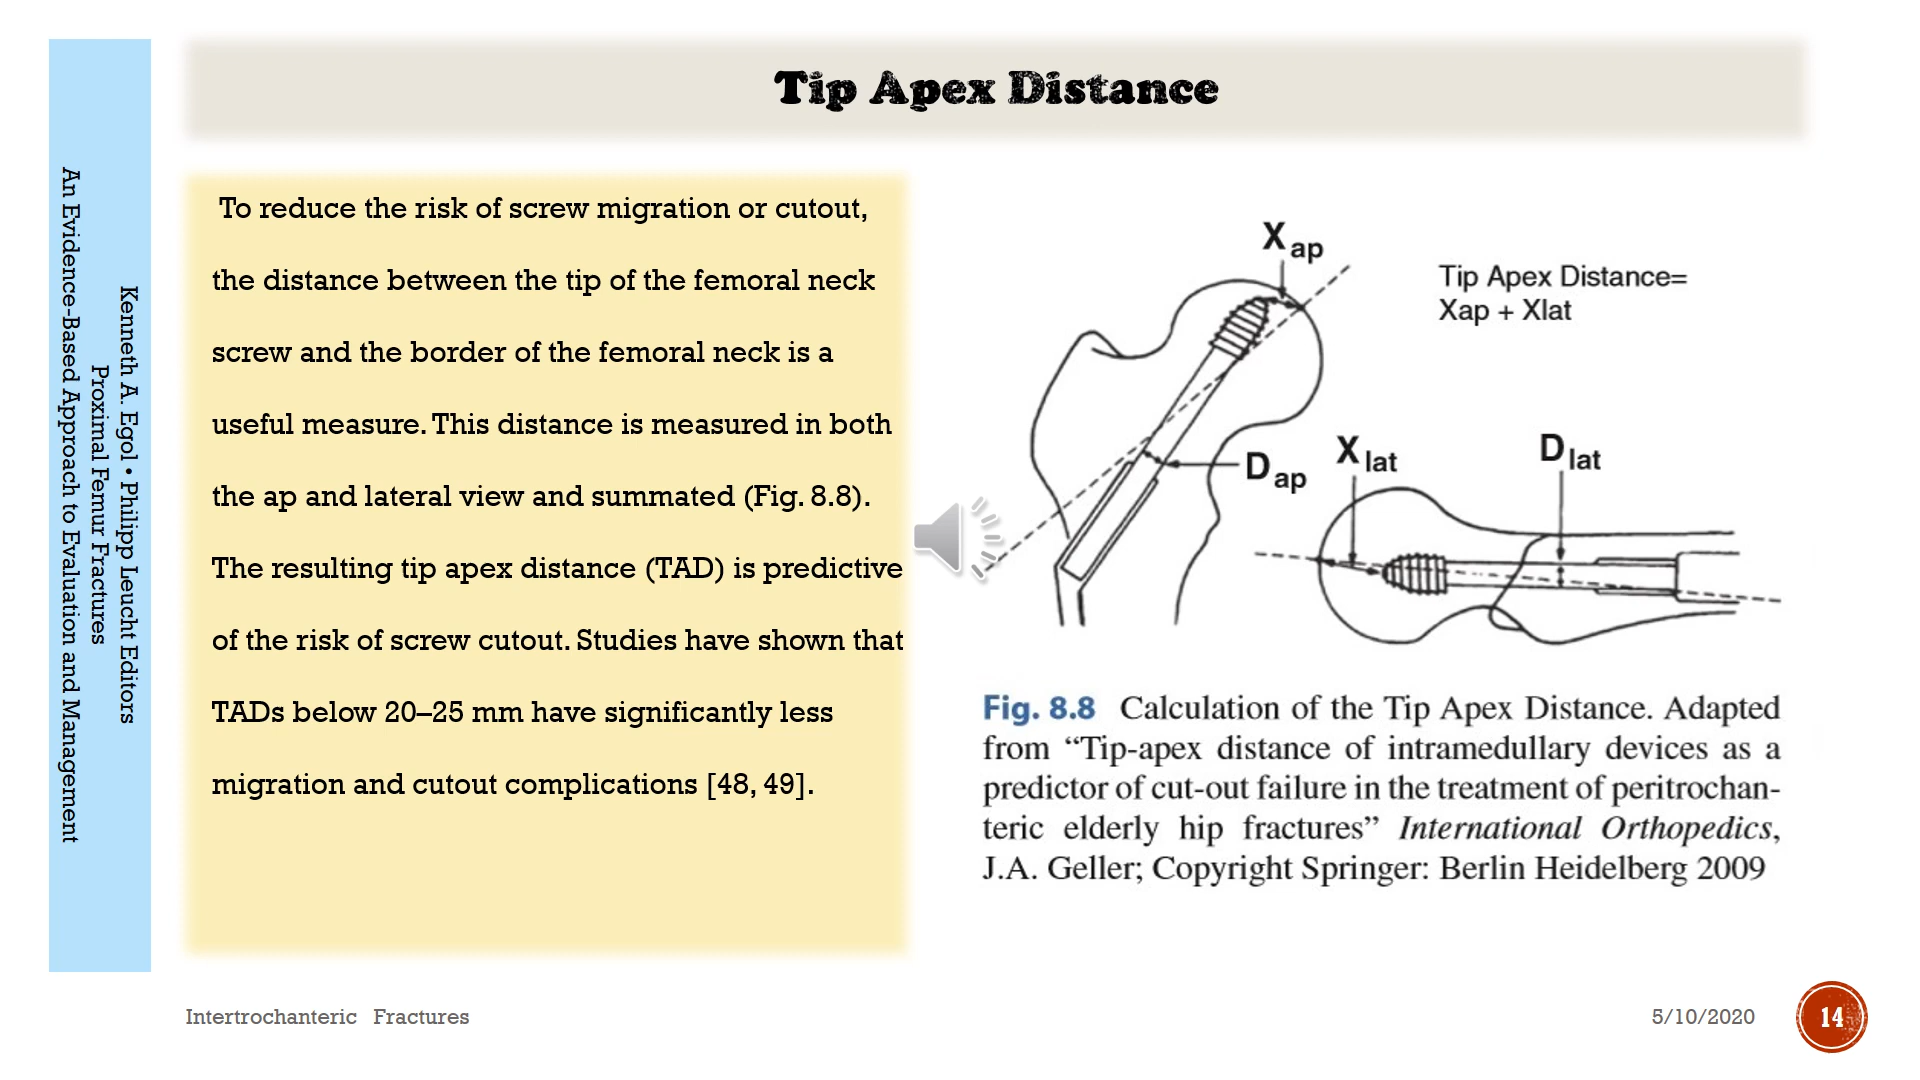 Tip Apex Distance
Kenneth A. Egol • Philipp Leucht Editors
Proximal Femur Fractures
An Evidence-Based Approach to Evaluation and Management
To reduce the risk of screw migration or cutout,
the distance between the tip of the femoral neck
screw and the border of the femoral neck is a
useful measure. This distance is measured in both
the ap and lateral view and summated (Fig. 8.8).
The resulting tip apex distance (TAD) is predictive
of the risk of screw cutout. Studies have shown that
TADs below 20–25 mm have significantly less
migration and cutout complications [48, 49].
X ap
Tip Apex Distance=
Xap + Xlat
D ap
X lat
D lat
Fig. 8.8 Calculation of the Tip Apex Distance. Adapted
from “Tip-apex distance of intramedullary devices as a
predictor of cut-out failure in the treatment of peritrochan-
teric elderly hip fractures” International Orthopedics,
J.A. Geller; Copyright Springer: Berlin Heidelberg 2009
Intertrochanteric Fractures
5/10/2020
14